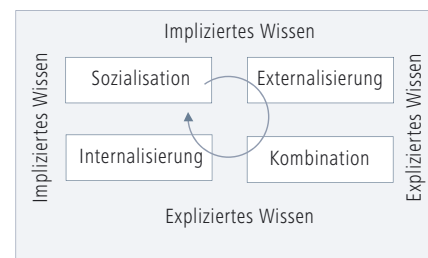 Impliziertes Wissen
Impliziertes Wissen
Sozialisation
Externalisierung
Expliziertes Wissen
Internalisierung
Kombination
Expliziertes Wissen